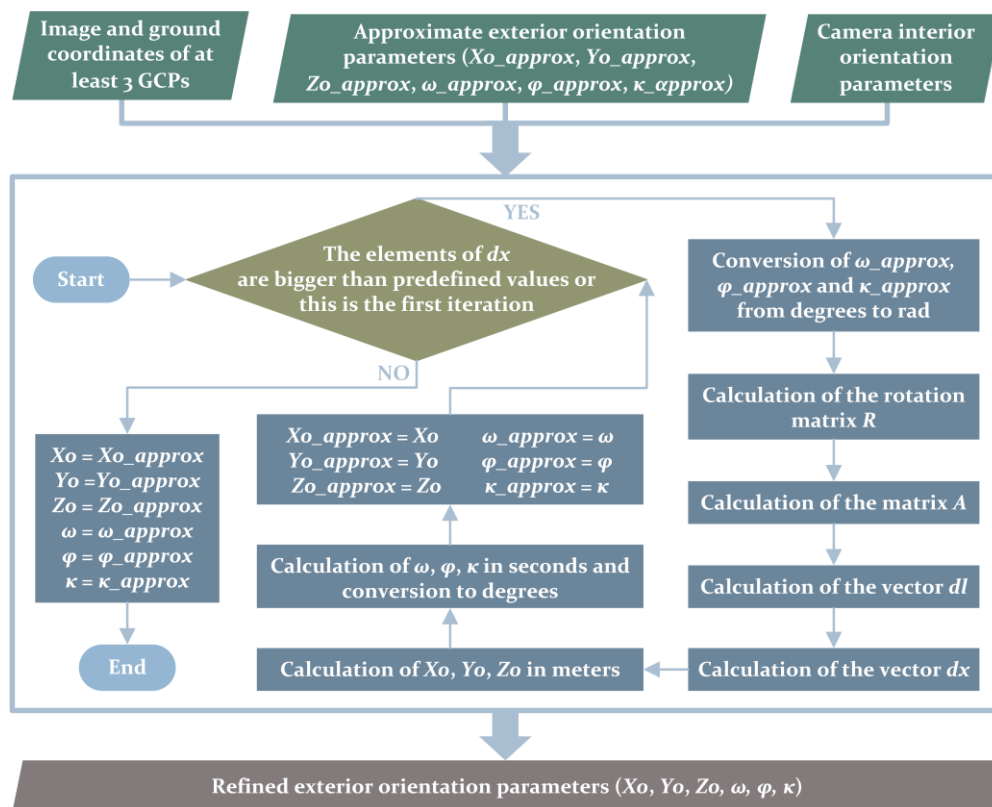 Image and ground
coordinates of at
least 3 GCPs
Approximate exterior orientation
parameters (Xo_approx, Yo_approx,
Zo_approx, ω_approx, φ_approx, κ_αpprox)
Camera interior
orientation
parameters
YES
Start
The elements of dx
are bigger than predefined values or
this is the first iteration
Conversion of ω_approx,
φ_approx and κ_approx
from degrees to rad
NO
Calculation of the rotation
matrix R
Xo = Xo_approx
Yo =Yo_approx
Zo = Zo_approx
ω = ω_approx
φ = φ_approx
κ = κ_approx
Xo_approx = Xo ω_approx = ω
Yo_approx = Yo φ_approx = φ
Zo_approx = Zo κ_approx = κ
Calculation of the matrix A
Calculation of ω, φ, κ in seconds and
conversion to degrees
Calculation of the vector dl
End
Calculation of Xo, Yo, Zo in meters
Calculation of the vector dx
Refined exterior orientation parameters (Xo, Yo, Zo, ω, φ, κ)